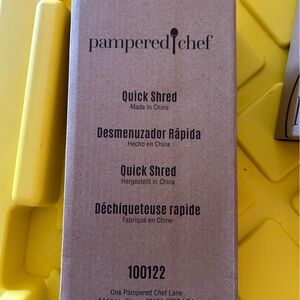 pampered chef
Quick Shred
Made in China
Desmenuzador Rápida
Hecho en China
Quick Shred
Hergestellt in China
Déchiqueteuse rapide
Fabriqué en Chine
100122
One Pampered Chef Lane